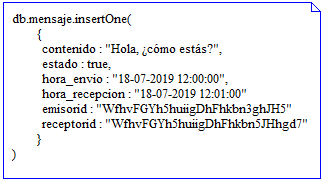 db.mensaje.insertOne(
{
contenido : "Hola, ¿cómo estás?",
estado : true,
hora_envio : "18-07-2019 12:00:00",
hora_recepcion : "18-07-2019 12:01:00"
emisorid : "WfhvFGYh5huiigDhFhkbn3ghJH5"
receptorid : "WfhvFGYh5huiigDhFhkbn5JHhgd7"
}
)